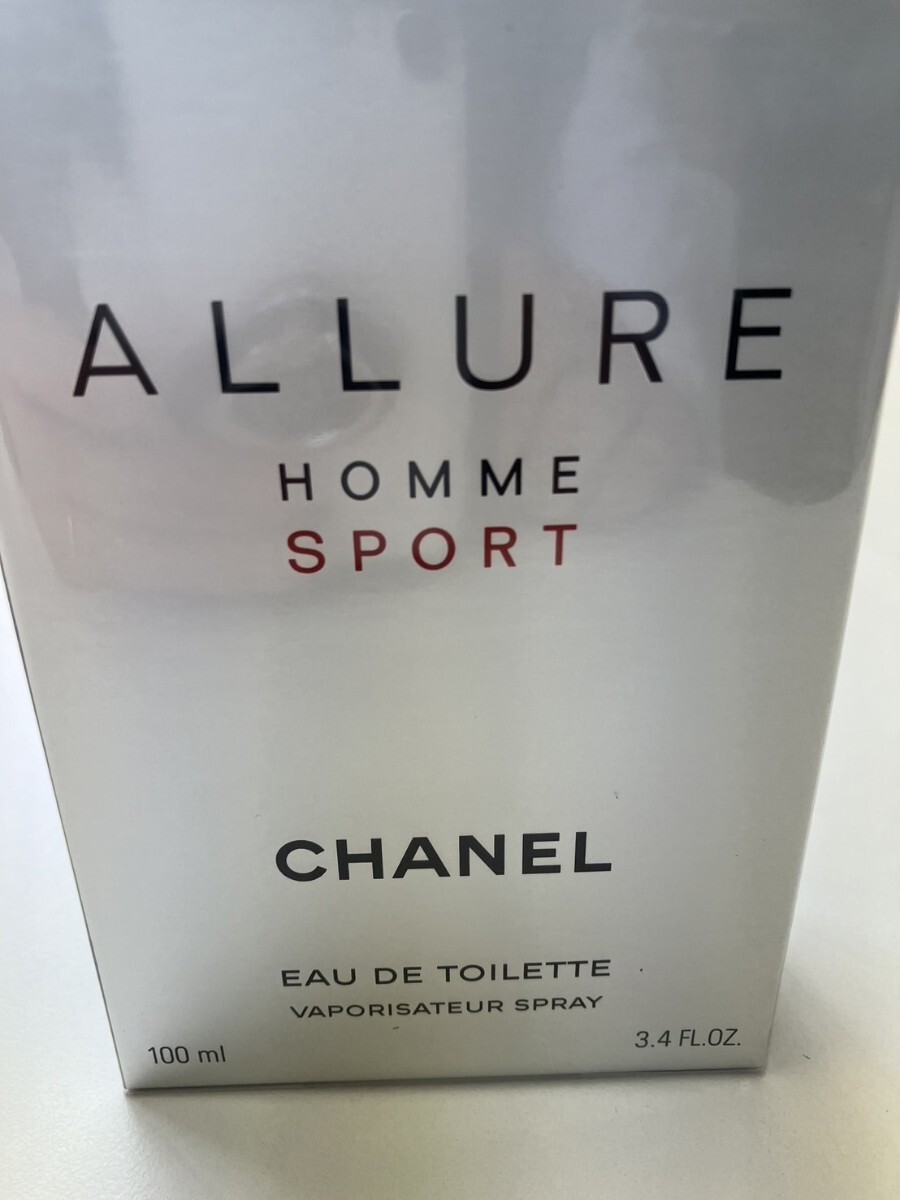 ALLURE
HOMME
SPORT
CHANEL
EAU DE TOILETTE
VAPORISATEUR SPRAY
100 ml 3.4 FL.OZ.